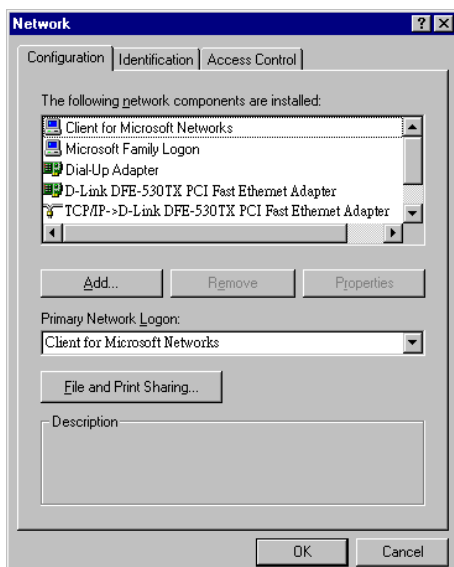 Network
Configuration Identification Access Control
The following network components are installed:
Client for Microsoft Networks
Microsoft Family Logon
Dial-Up Adapter
D-Link DFE-530TX PCI Fast Ethernet Adapter
TCP/IP->D-Link DFE-530TX PCI Fast Ethernet Adapter
Add... Remove Properties
Primary Network Logon:
Client for Microsoft Networks
File and Print Sharing...
Description
OK Cancel